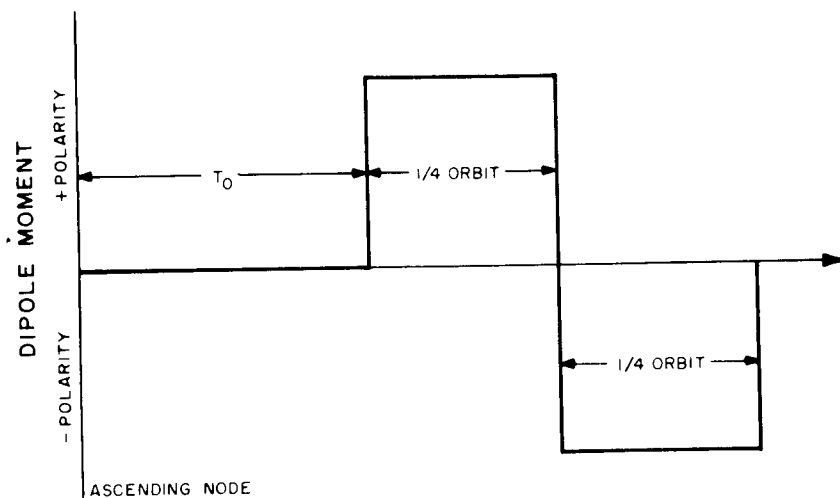 DIPOLE MOMENT
+POLARITY
-POLARITY
T0
1/4 ORBIT
1/4 ORBIT
ASCENDING NODE